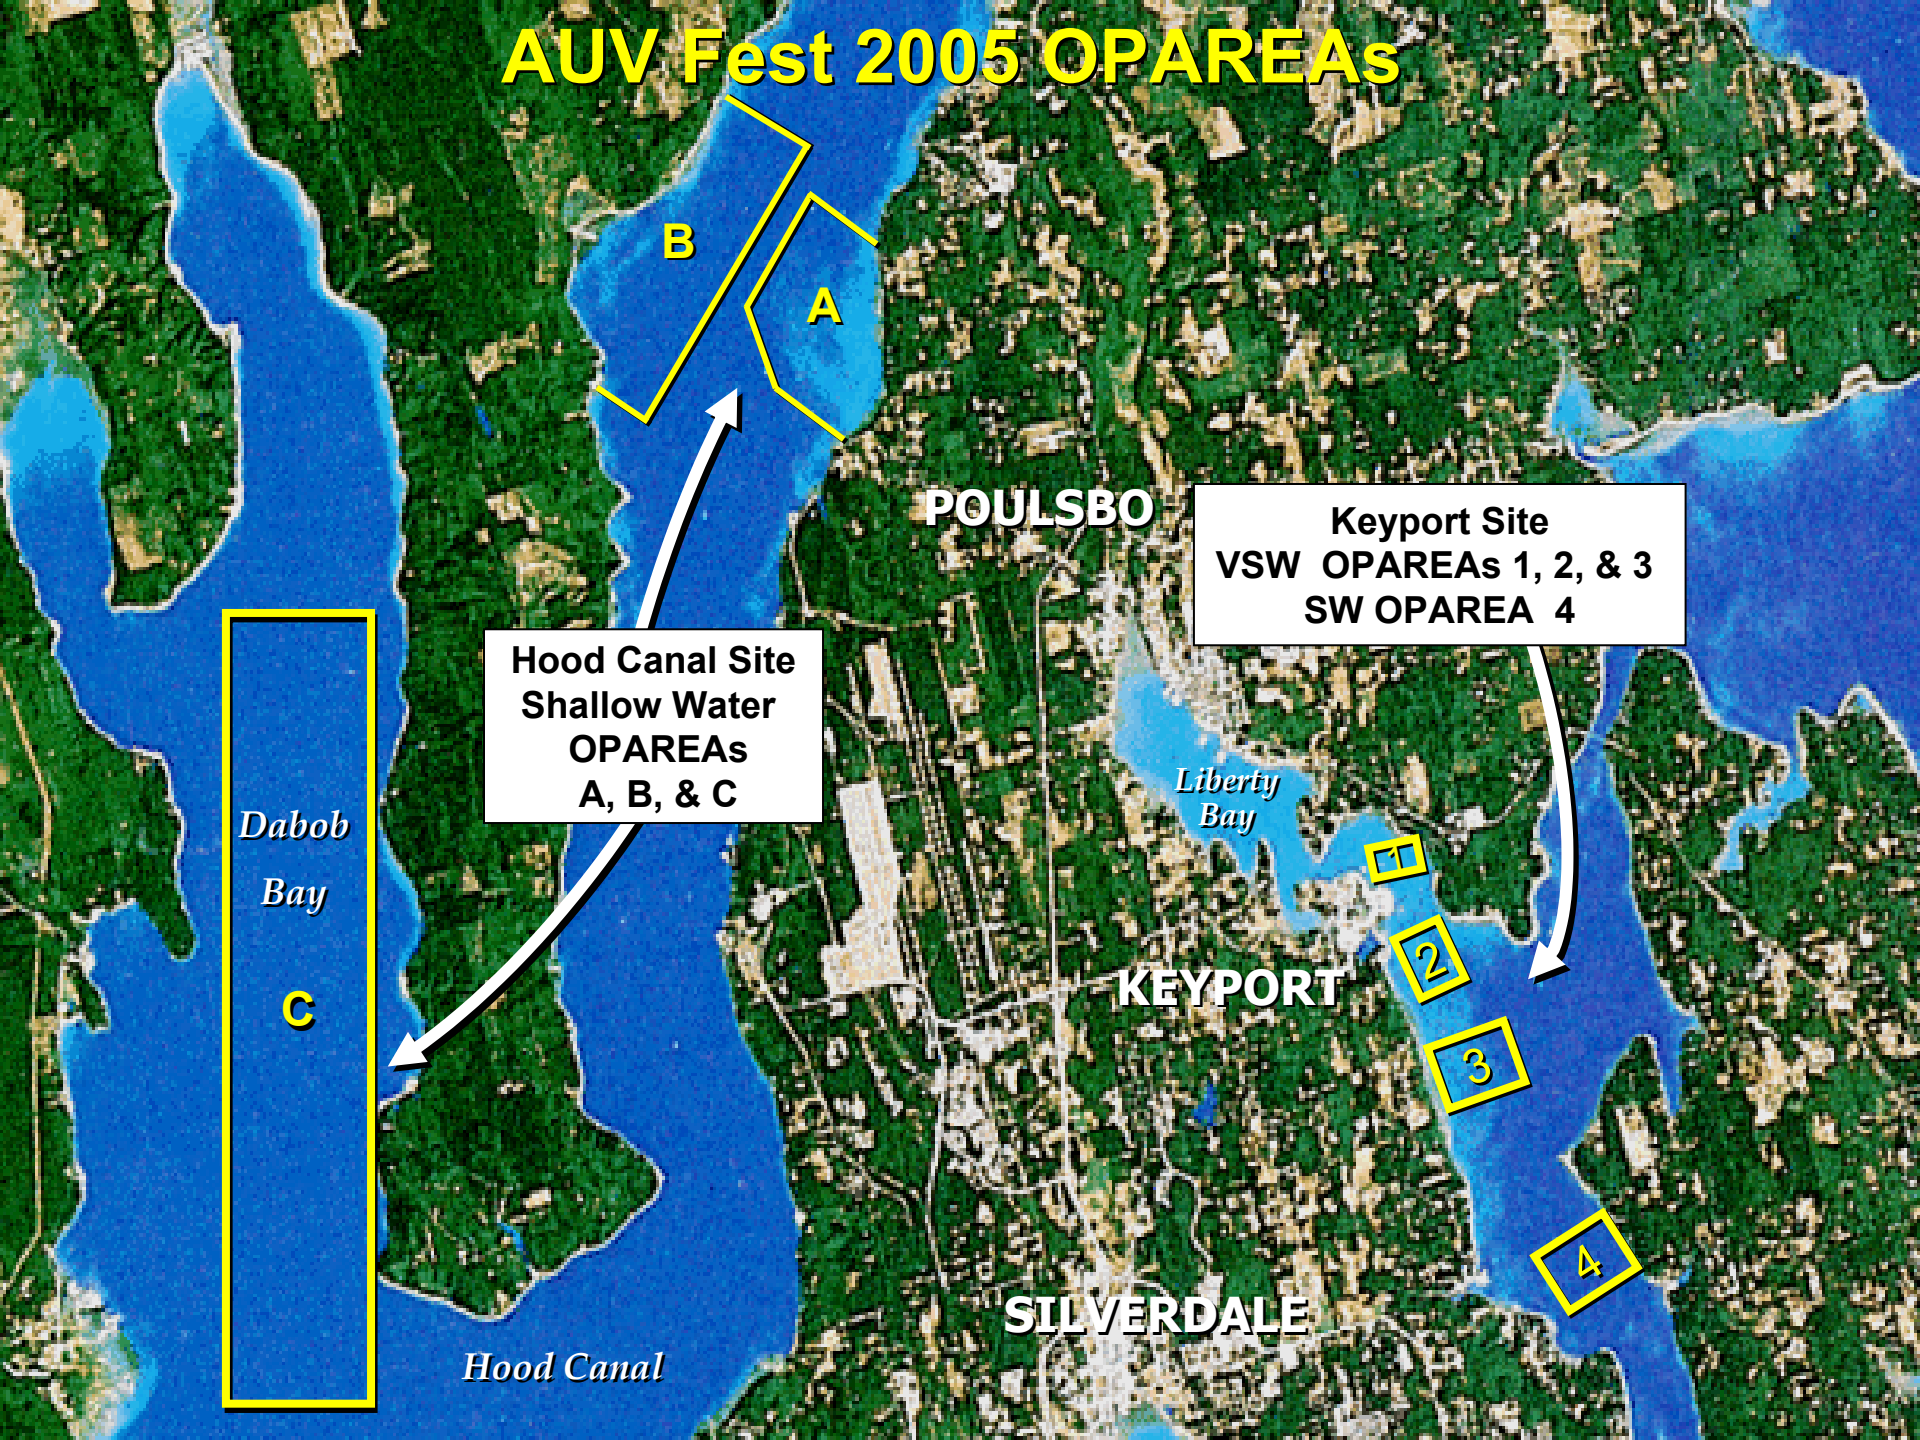 AUV Fest 2005 OPAREAs
B
A
POULSBO
Keyport Site
VSW OPAREAs 1, 2, & 3
SW OPAREA 4
Hood Canal Site
Shallow Water
OPAREAs
A, B, & C
Liberty
Bay
Dabob
Bay
1
2
KEYPORT
C
3
4
SILVERDALE
Hood Canal